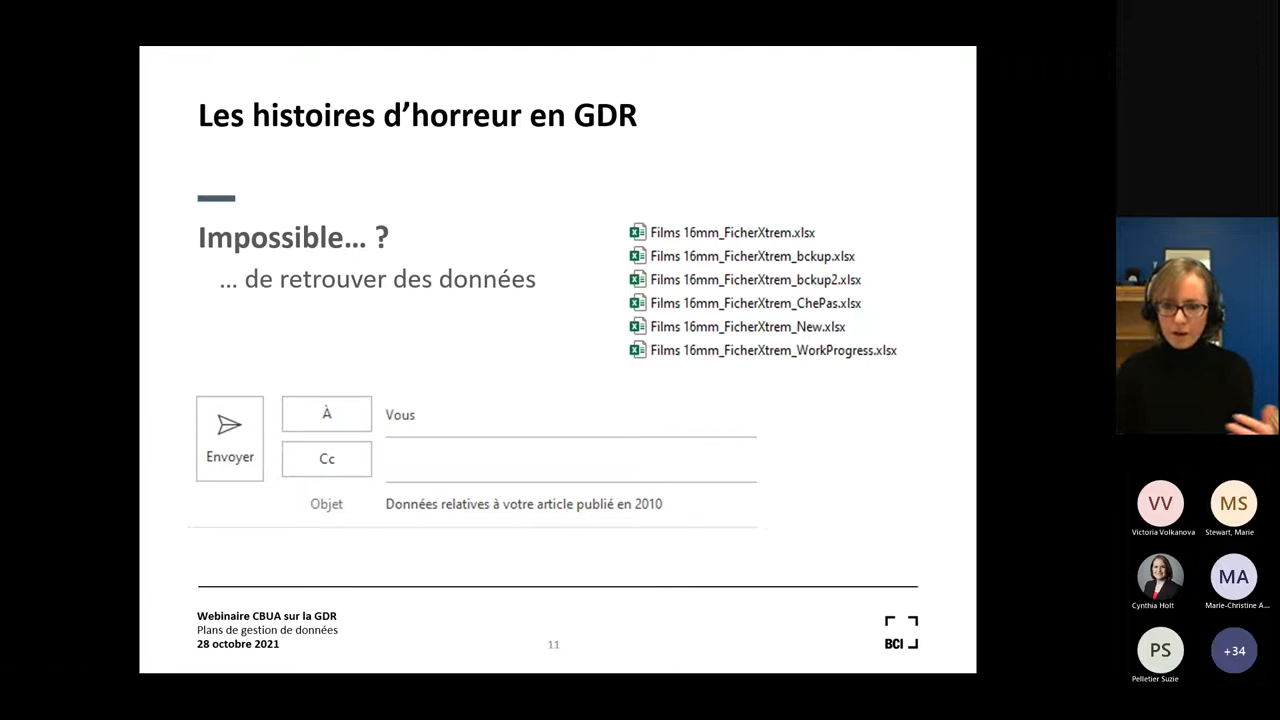 Les histoires d’horreur en GDR
Impossible… ?
… de retrouver des données
Films 16mm_FicherXtrem.xlsx
Films 16mm_FicherXtrem_bckup.xlsx
Films 16mm_FicherXtrem_bckup2.xlsx
Films 16mm_FicherXtrem_ChePas.xlsx
Films 16mm_FicherXtrem_New.xlsx
Films 16mm_FicherXtrem_WorkProgress.xlsx
Envoyer
À
Vous
Cc
Objet
Données relatives à votre article publié en 2010
Webinaire CBUA sur la GDR
Plans de gestion de données
28 octobre 2021
11
BCI
VV
Victoria Volkanova
MS
Stewart, Marie
Cynthia Holt
MA
Marie-Christine A...
PS
Pelletier Suzie
+34